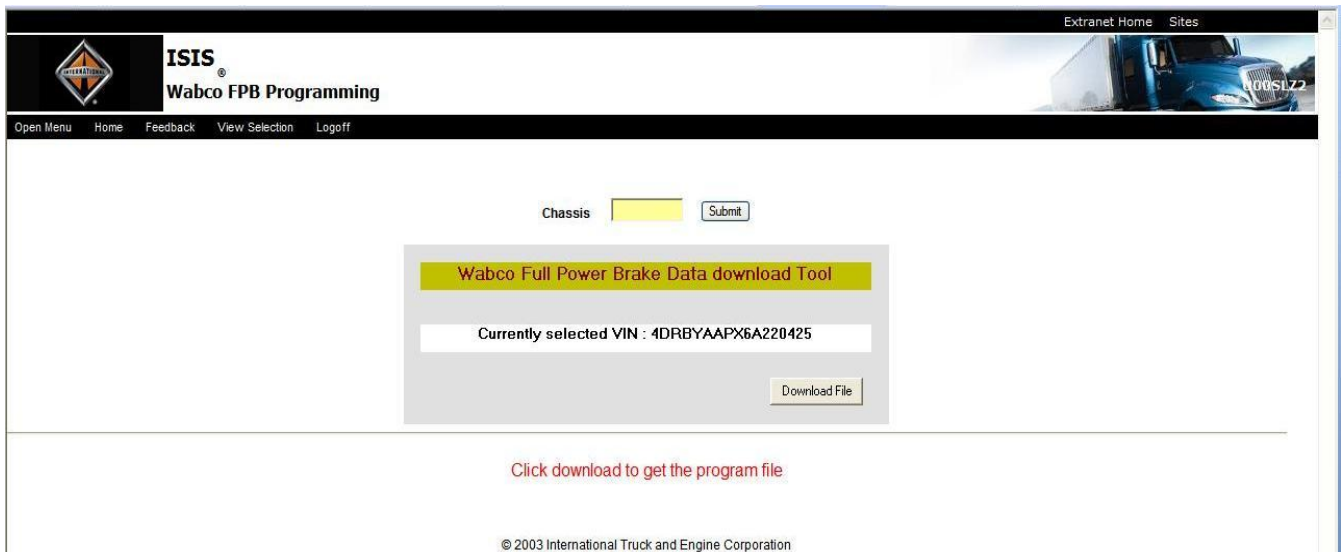 Extranet Home Sites
INTERNATIONAL
ISIS
®
Wabco FPB Programming
U00SLZ2
Open Menu Home Feedback View Selection Logoff
Chassis Submit
Wabco Full Power Brake Data download Tool
Currently selected VIN : 4DRBYAAPX6A220425
Download File
Click download to get the program file
© 2003 International Truck and Engine Corporation